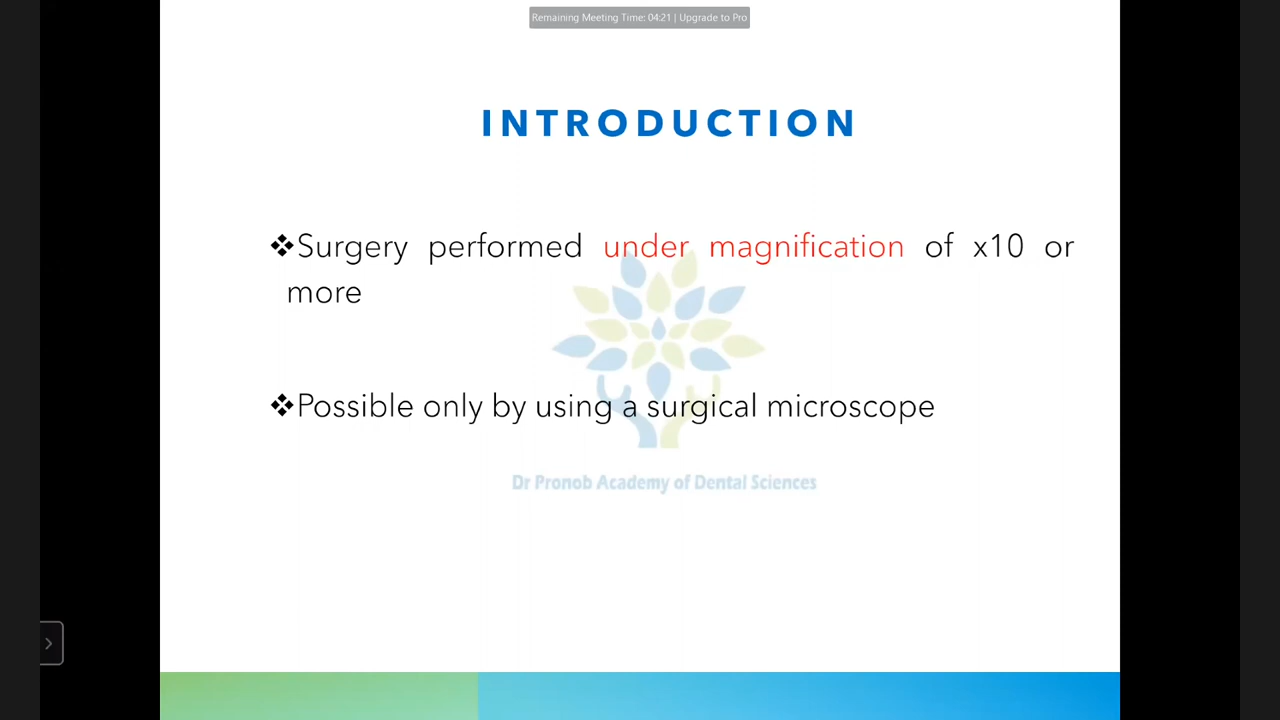 Remaining Meeting Time: 04:21 | Upgrade to Pro
INTRODUCTION
❖Surgery performed under magnification of x10 or
more
❖Possible only by using a surgical microscope
Dr Pronob Academy of Dental Sciences